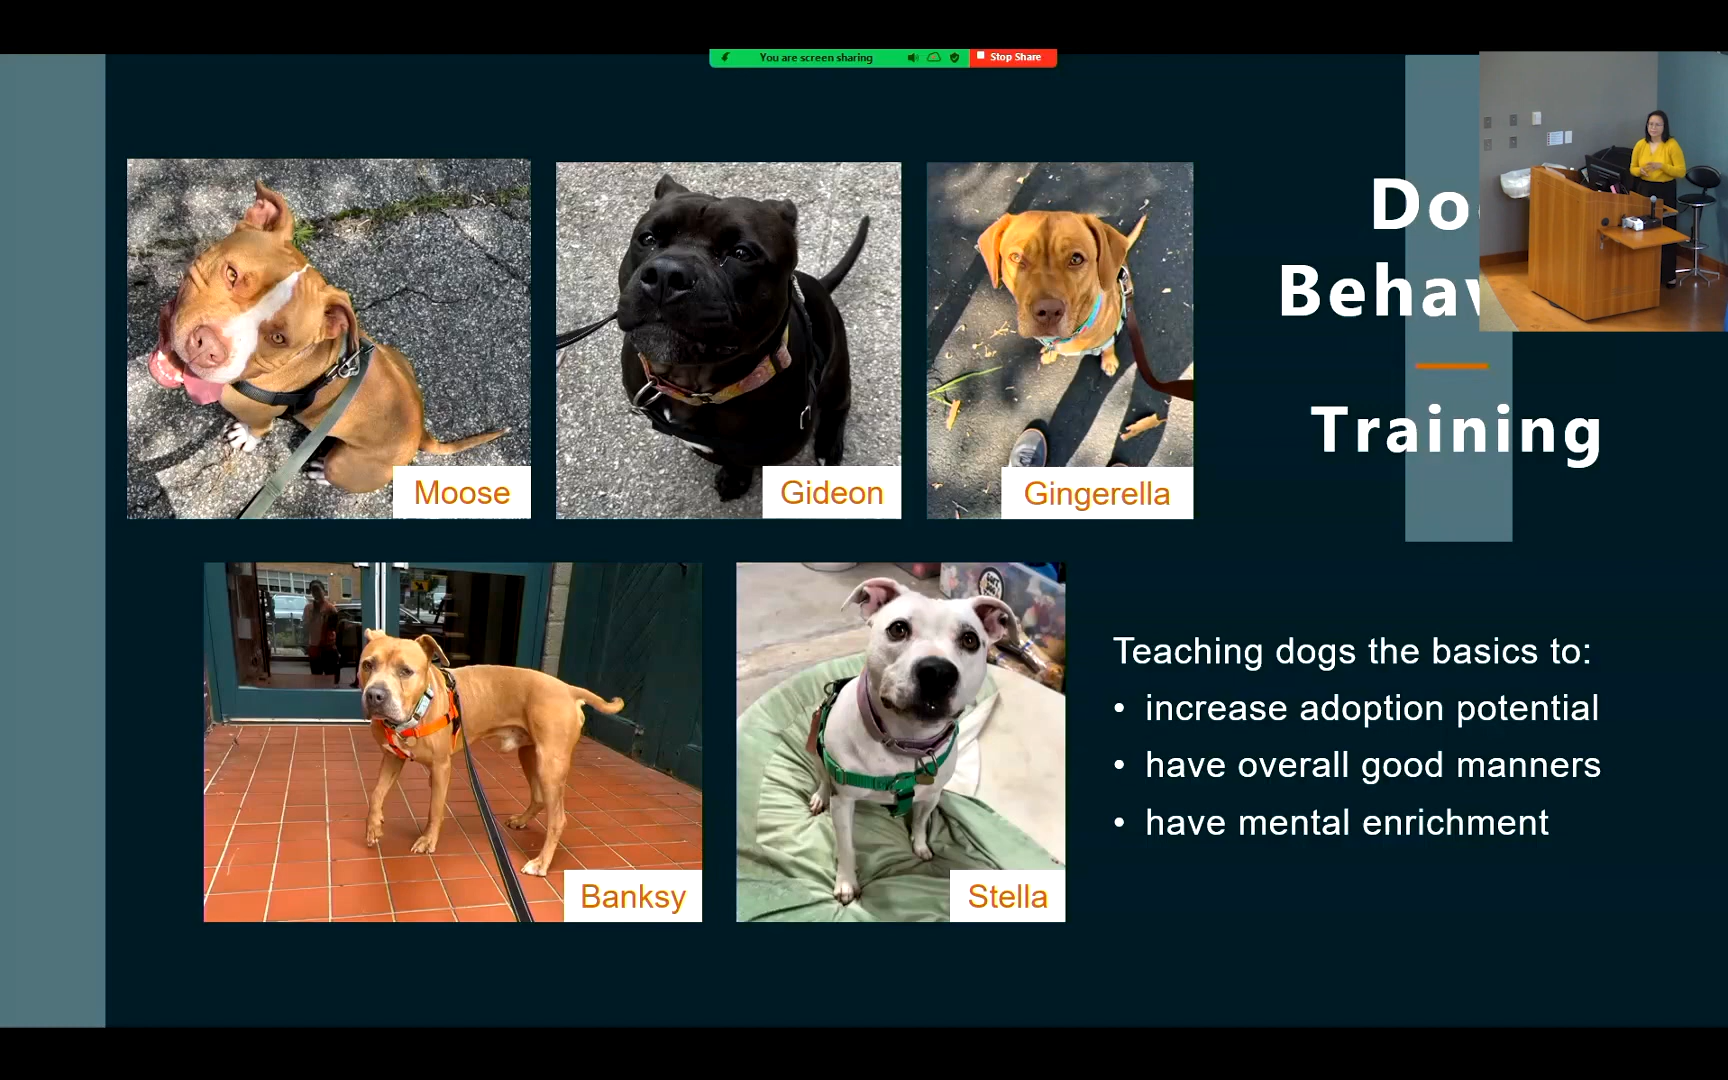 You are screen sharing Stop Share
Do
Behav
Training
Moose
Gideon
Gingerella
Banksy
Stella
Teaching dogs the basics to:
• increase adoption potential
• have overall good manners
• have mental enrichment